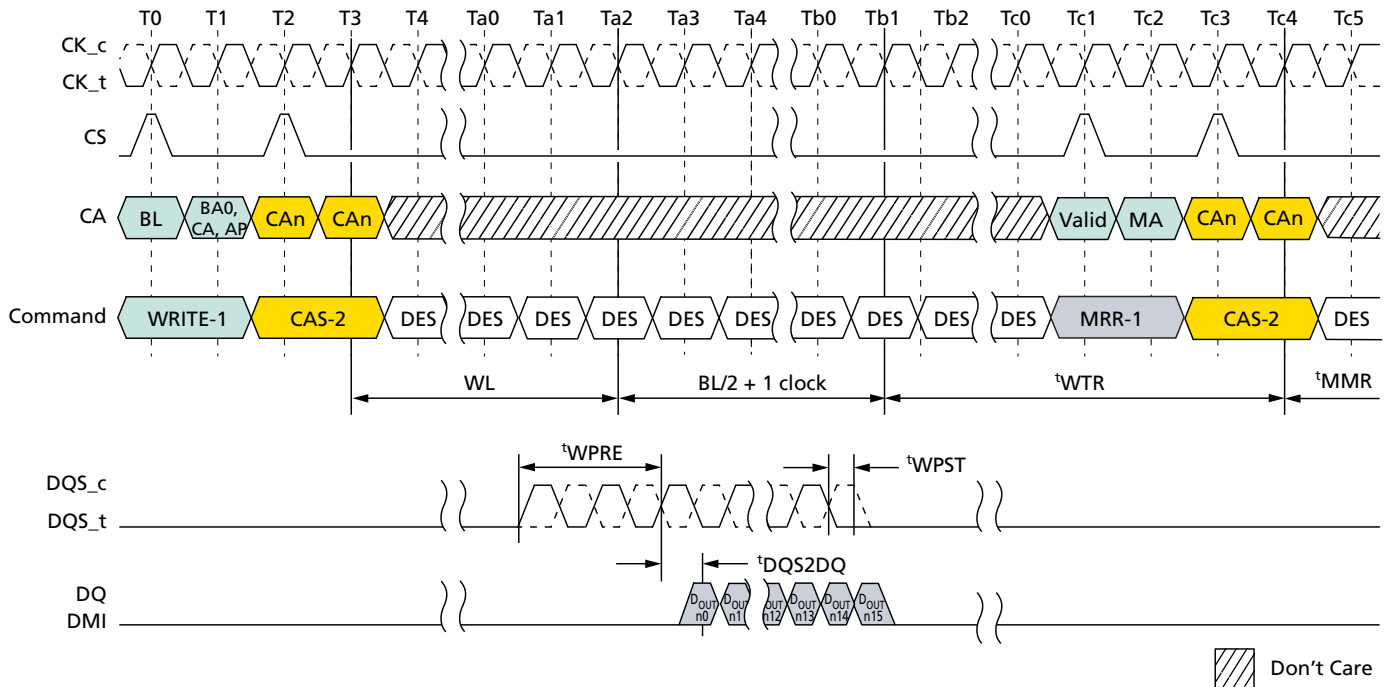 T0 T1 T2 T3 T4 Ta0 Ta1 Ta2 Ta3 Ta4 Tb0 Tb1 Tb2 Tc0 Tc1 Tc2 Tc3 Tc4 Tc5
CK_c
CK_t
CS
CA BL BA0, CA, AP CAn CAn Valid MA CAn CAn
Command WRITE-1 CAS-2 DES DES DES DES DES DES DES DES DES DES MRR-1 CAS-2 DES
WL BL/2 + 1 clock tWTR tMMR
tWPRE tWPST
DQS_c
DQS_t
tDQS2DQ
DQ
DMI
DOUT n0 DOUT n1 DOUT n12 DOUT n13 DOUT n14 DOUT n15
Don't Care